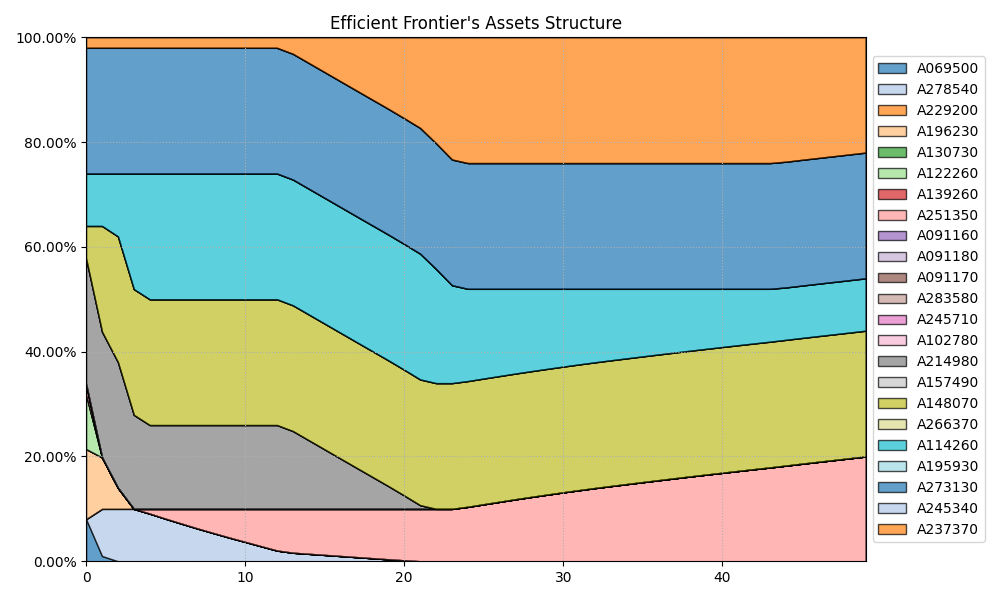 Efficient Frontier's Assets Structure
100.00%
80.00%
60.00%
40.00%
20.00%
0.00%
0
10
20
30
40
A069500
A278540
A229200
A196230
A130730
A122260
A139260
A251350
A091160
A091180
A091170
A283580
A245710
A102780
A214980
A157490
A148070
A266370
A114260
A195930
A273130
A245340
A237370